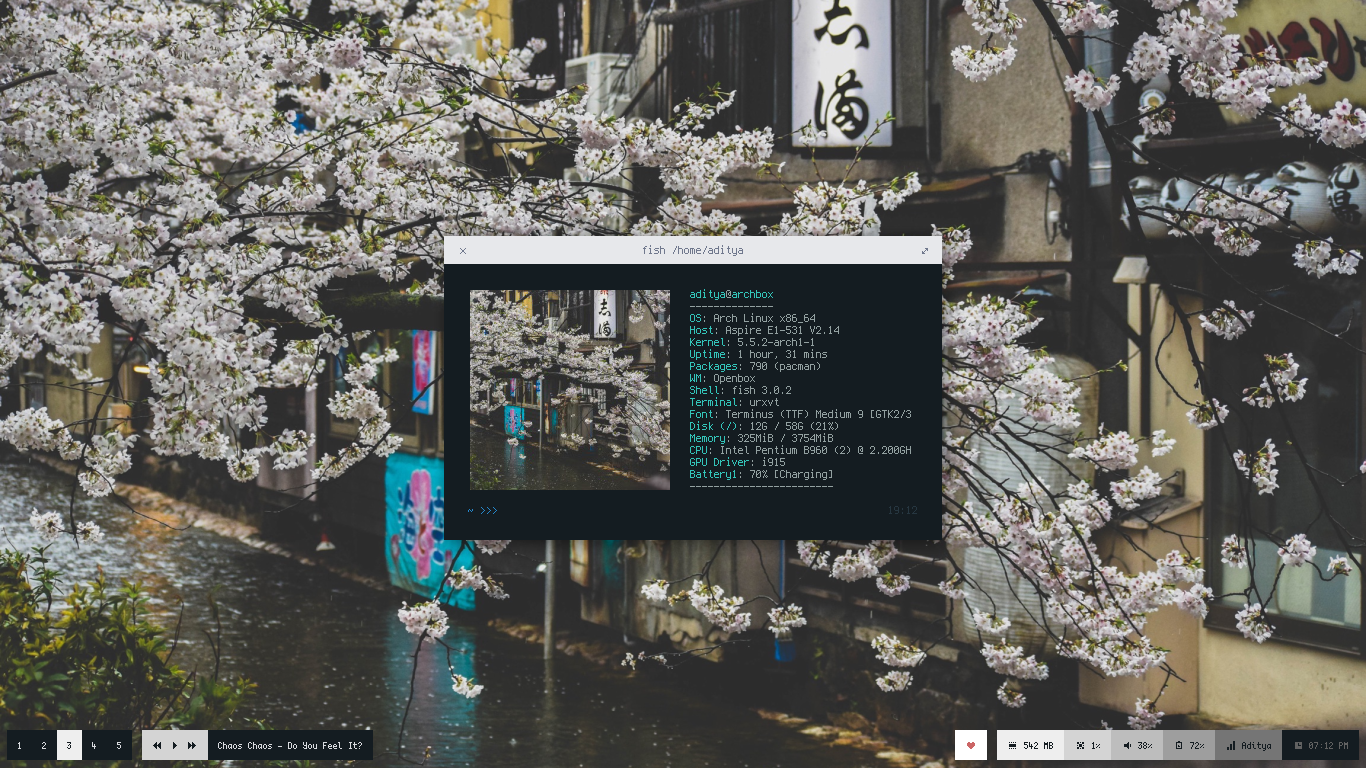 志
満
fish /home/aditya
aditya@archbox
--------------
OS: Arch Linux x86_64
Host: Aspire E1-531 V2.14
Kernel: 5.5.2-arch1-1
Uptime: 1 hour, 31 mins
Packages: 790 (pacman)
WM: Openbox
Shell: fish 3.0.2
Terminal: urxvt
Font: Terminus (TTF) Medium 9 [GTK2/3
Disk (/): 12G / 58G (21%)
Memory: 325MiB / 3754MiB
CPU: Intel Pentium B960 (2) @ 2.200GH
GPU Driver: i915
Battery1: 70% [Charging]
------------------------
~ >>> 19:12
1 2 3 4 5 Chaos Chaos - Do You Feel It? 542 MB 1% 38% 72% Aditya 07:12 PM